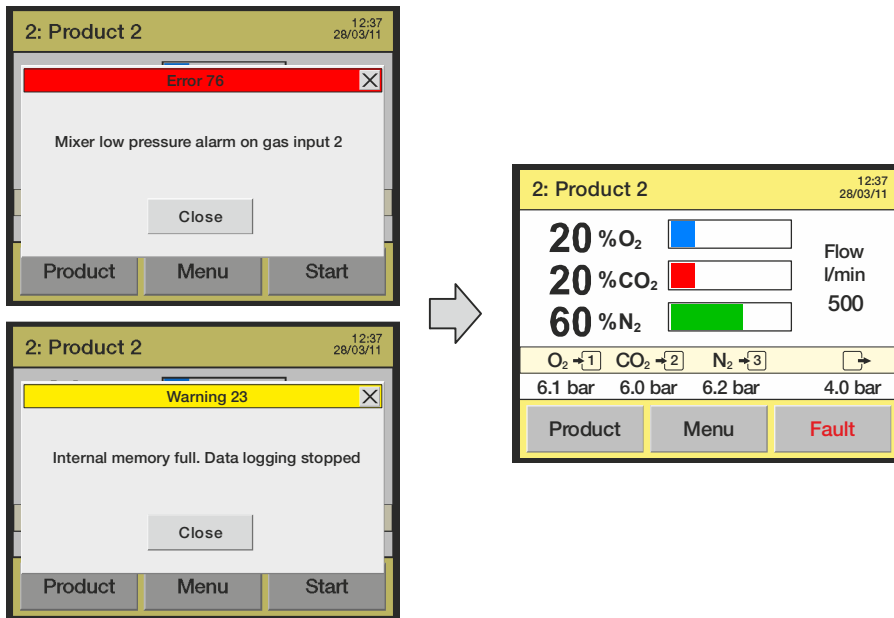 2: Product 2
12:37
28/03/11
Error 76
Mixer low pressure alarm on gas input 2
Close
Product Menu Start
2: Product 2
12:37
28/03/11
Warning 23
Internal memory full. Data logging stopped
Close
Product Menu Start
2: Product 2
12:37
28/03/11
20 %O₂
20 %CO₂
60 %N₂
Flow
l/min
500
O₂ 1 CO₂ 2 N₂ 3
6.1 bar 6.0 bar 6.2 bar 4.0 bar
Product Menu Fault